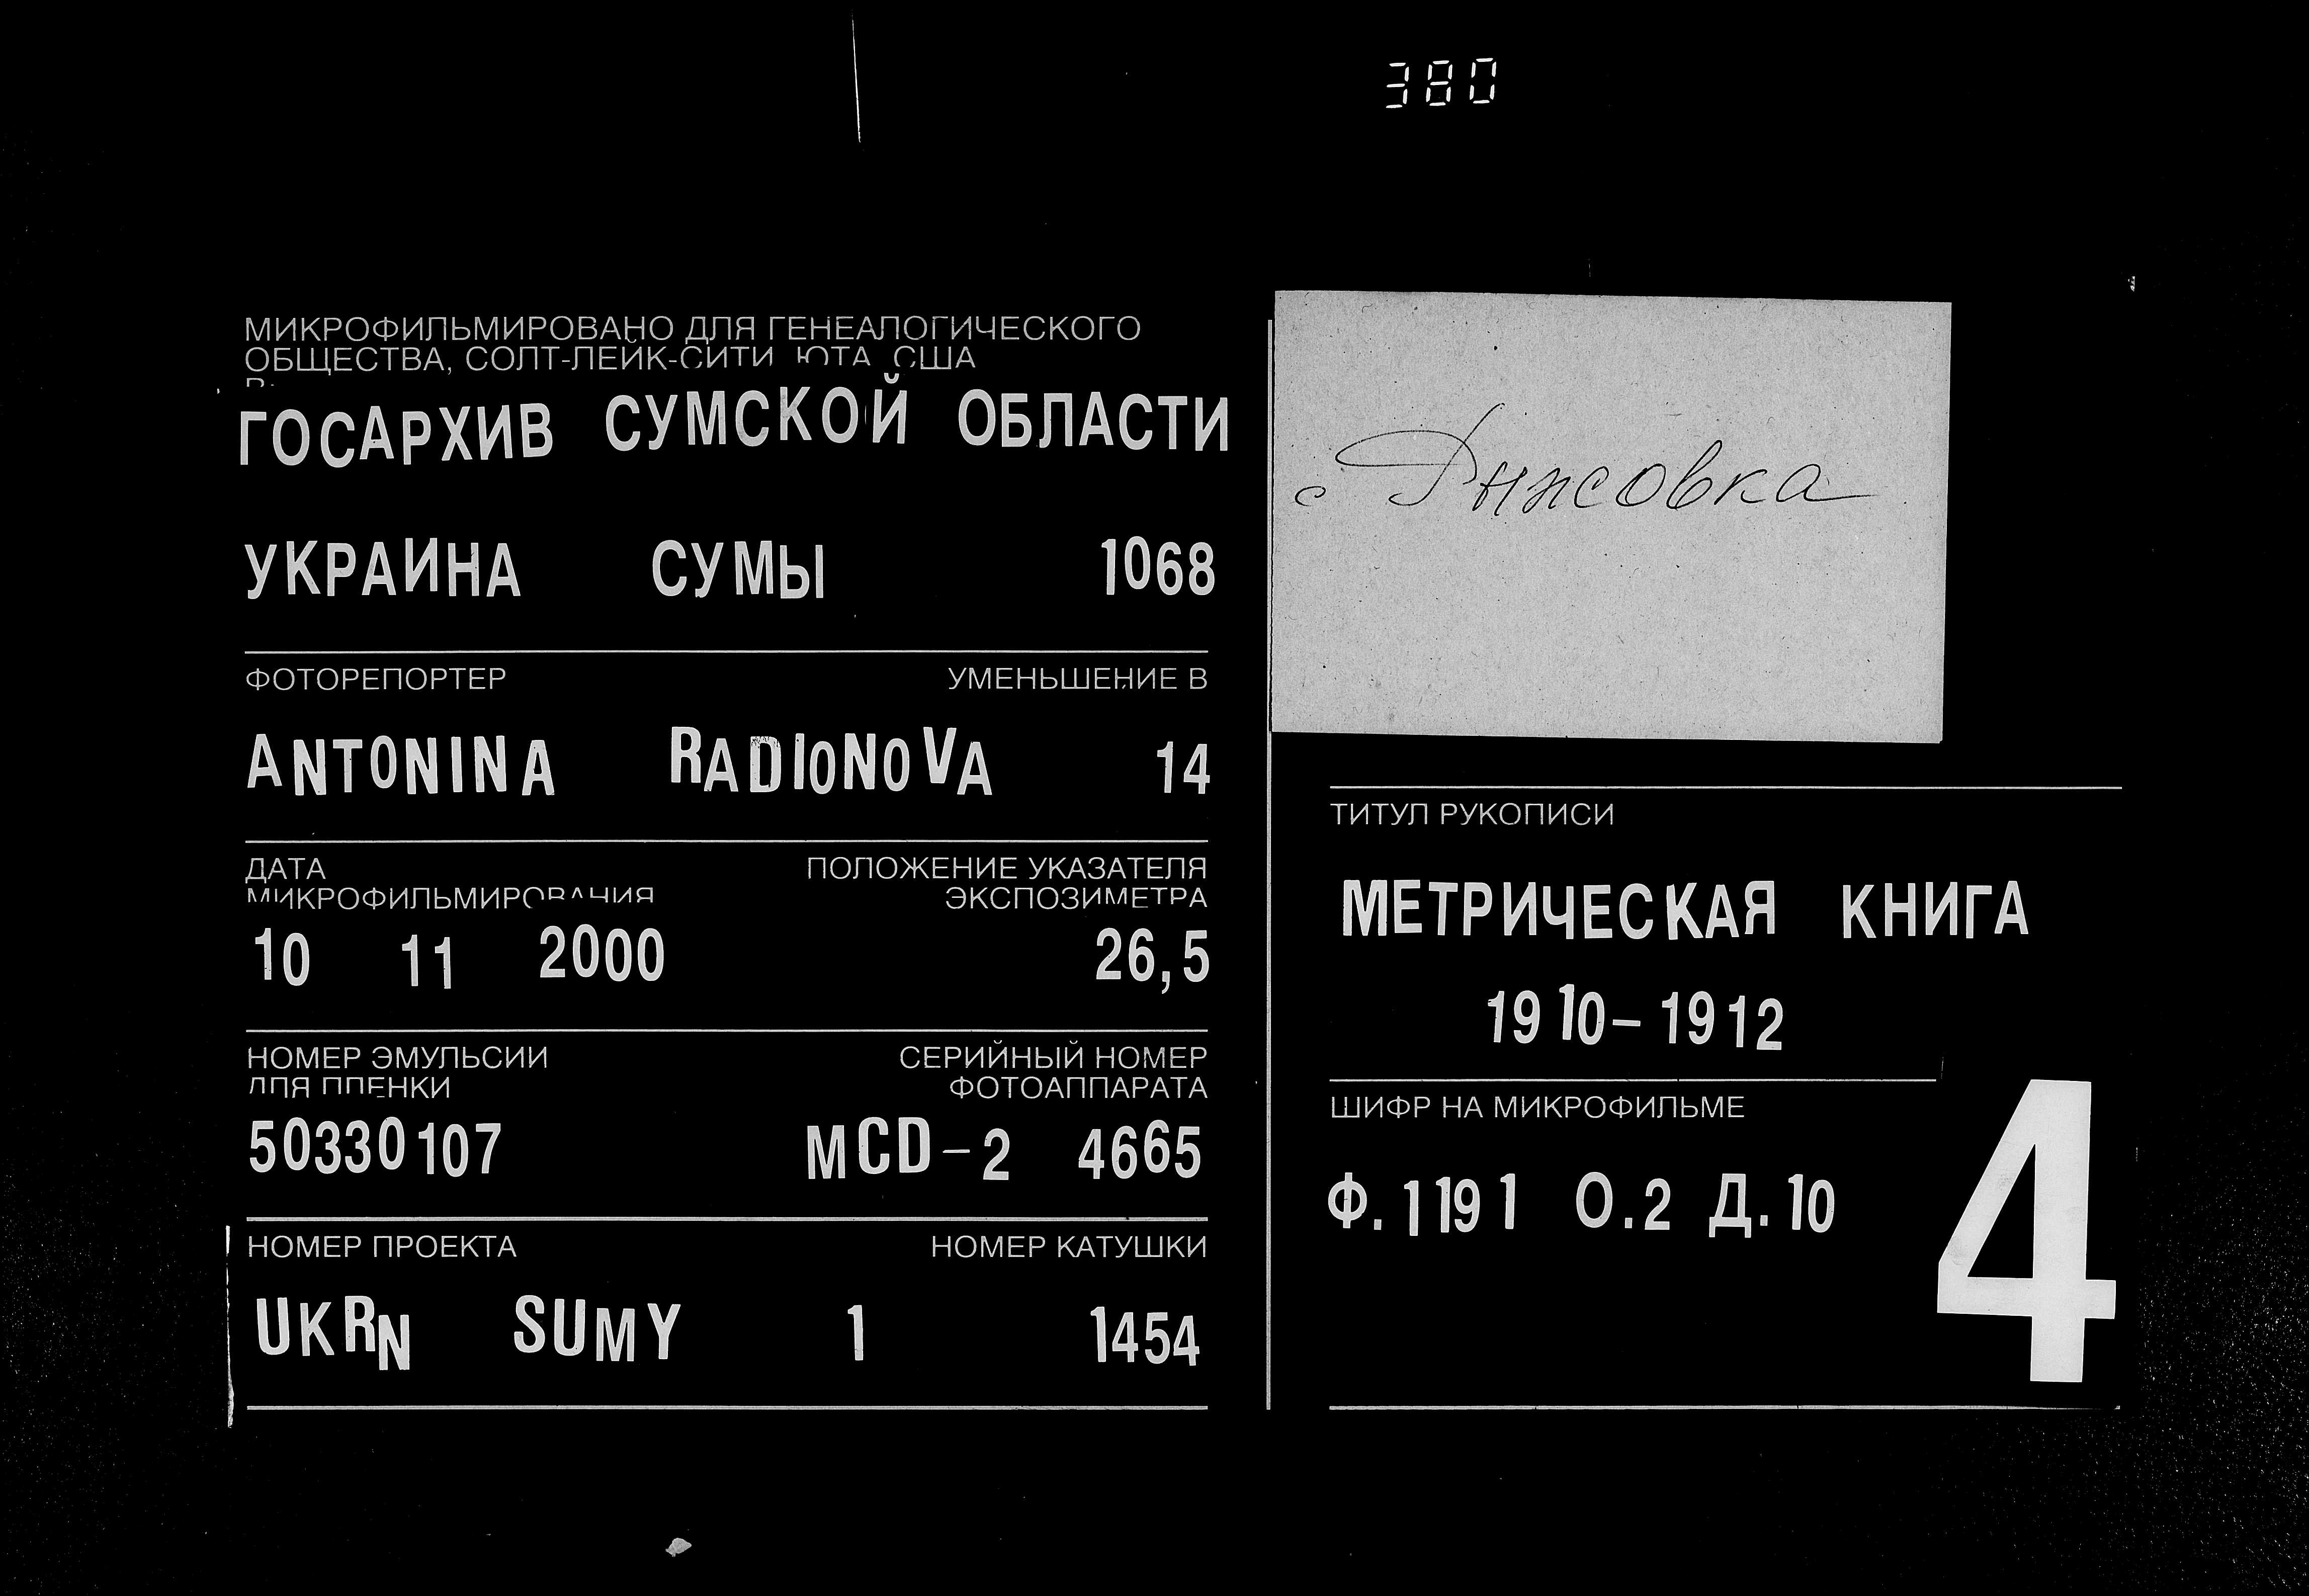 380
МИКРОФИЛЬМИРОВАНО ДЛЯ ГЕНЕАЛОГИЧЕСКОГО
ОБЩЕСТВА, СОЛТ-ЛЕЙК-СИТИ ЮТА США
ГОСАРХИВ СУМСКОЙ ОБЛАСТИ
УКРАИНА СУМЫ 1068
ФОТОРЕПОРТЕР УМЕНЬШЕНИЕ В
ANTONINA RADIONOVA 14
ДАТА ПОЛОЖЕНИЕ УКАЗАТЕЛЯ
МИКРОФИЛЬМИРОВАНИЯ ЭКСПОЗИМЕТРА
10 11 2000 26,5
НОМЕР ЭМУЛЬСИИ СЕРИЙНЫЙ НОМЕР
ДЛЯ ПЛЕНКИ ФОТОАППАРАТА
50330107 MCD-2 4665
НОМЕР ПРОЕКТА НОМЕР КАТУШКИ
UKRN SUMY 1 1454
с Рыжовка
ТИТУЛ РУКОПИСИ
МЕТРИЧЕСКАЯ КНИГА
1910-1912
ШИФР НА МИКРОФИЛЬМЕ
Ф.1191 О.2 Д.10
4